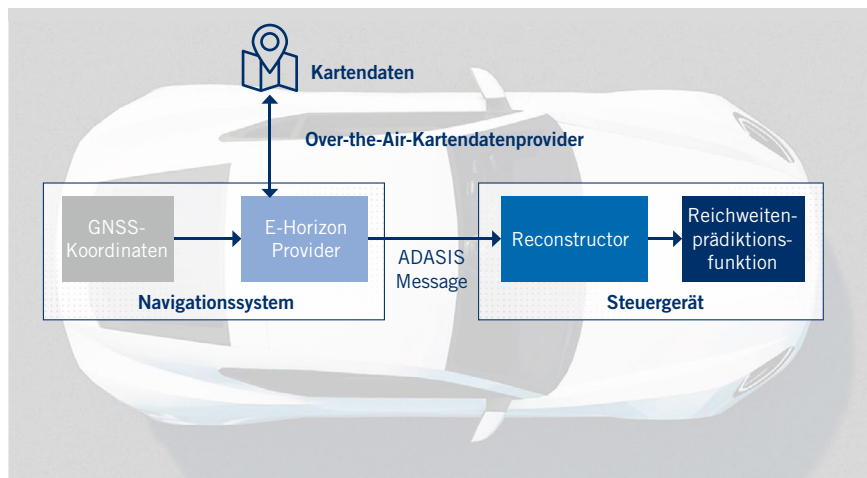 Kartendaten
Over-the-Air-Kartendatenprovider
GNSS-
Koordinaten
E-Horizon
Provider
Navigationssystem
ADASIS
Message
Reconstructor
Reichweiten-
prädiktions-
funktion
Steuergerät